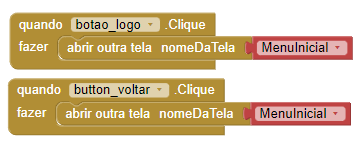 quando botao_logo .Clique
fazer abrir outra tela nomeDaTela MenuInicial
quando button_voltar .Clique
fazer abrir outra tela nomeDaTela MenuInicial